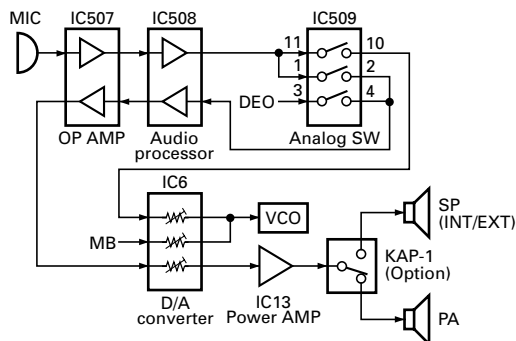 MIC
IC507
IC508
IC509
11
10
1
2
DEO
3
4
OP AMP
Audio
processor
Analog SW
IC6
VCO
MB
SP
(INT/EXT)
KAP-1
(Option)
D/A
converter
IC13
Power AMP
PA